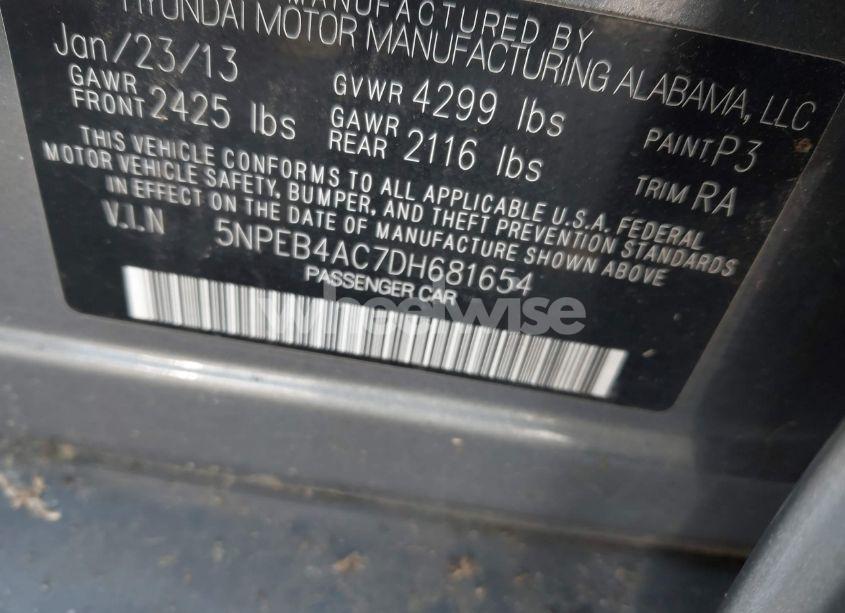 MANUFACTURED BY
HYUNDAI MOTOR MANUFACTURING ALABAMA, LLC
Jan/23/13
GAWR FRONT 2425 lbs
GVWR 4299 lbs
GAWR REAR 2116 lbs
PAINT P3
TRIM RA
THIS VEHICLE CONFORMS TO ALL APPLICABLE U.S.A. FEDERAL
MOTOR VEHICLE SAFETY, BUMPER, AND THEFT PREVENTION STANDARDS
IN EFFECT ON THE DATE OF MANUFACTURE SHOWN ABOVE
V.I.N 5NPEB4AC7DH681654
PASSENGER CAR
wheelwise